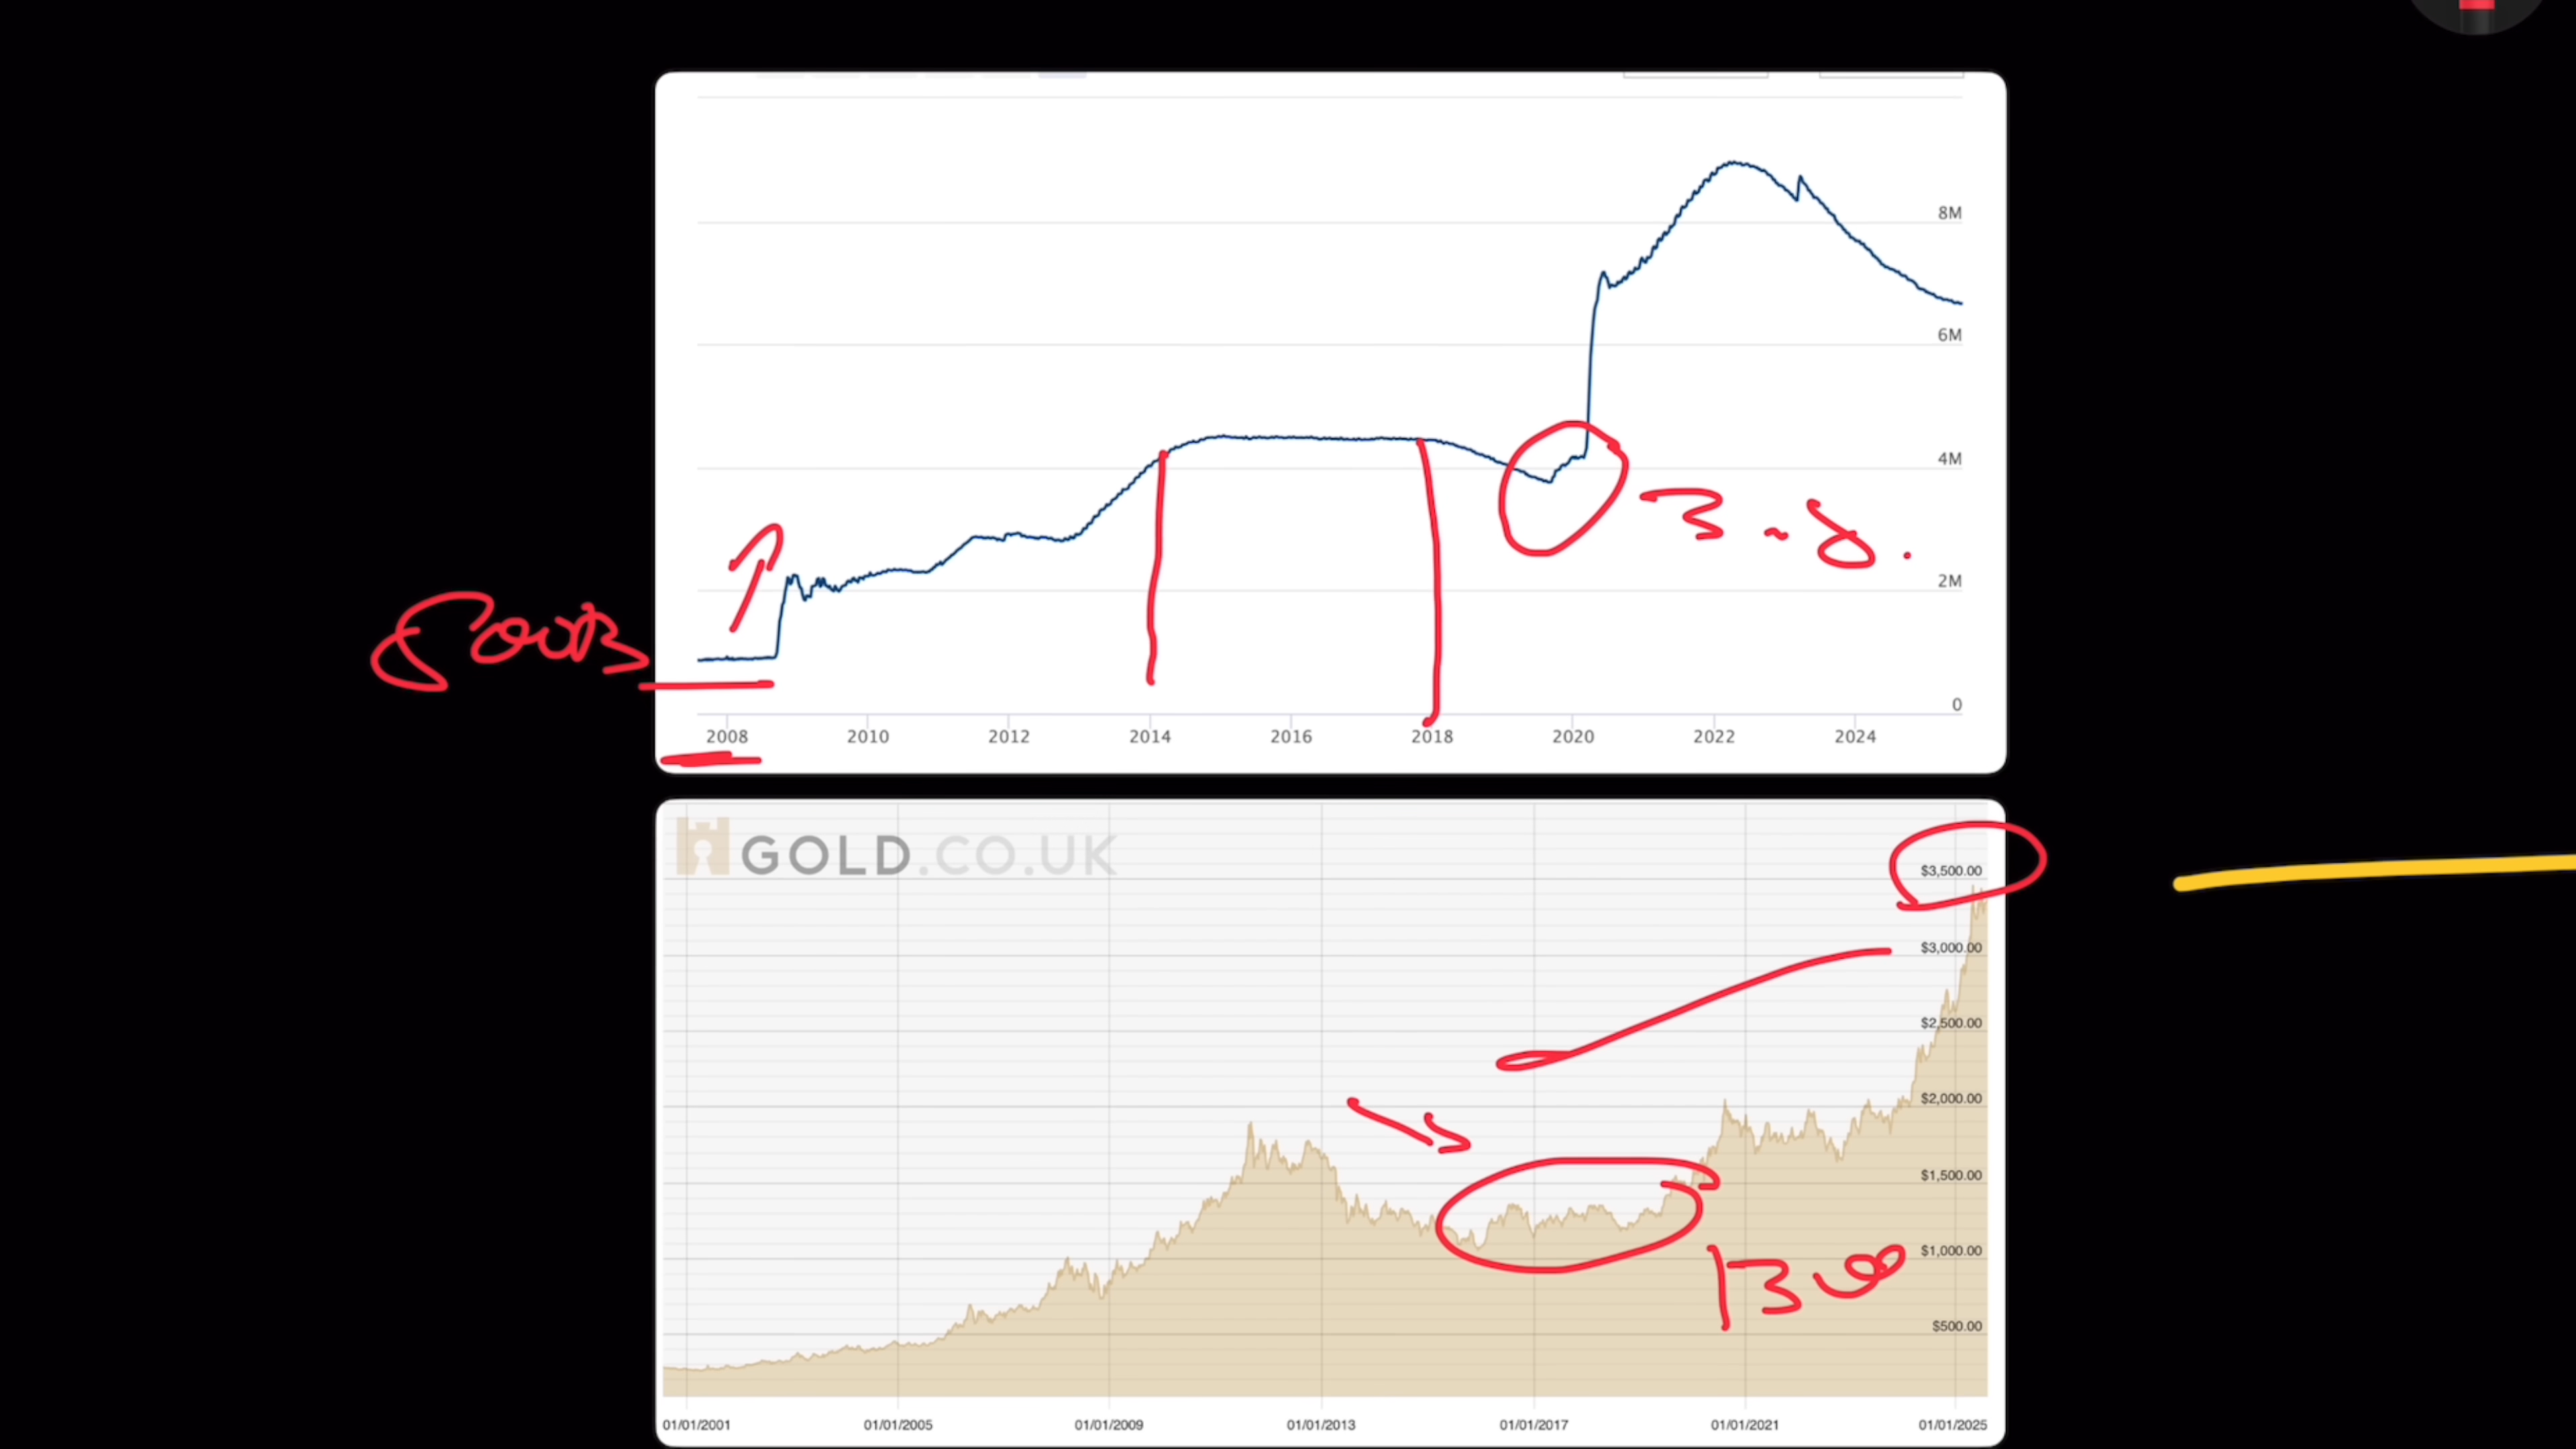 8M
6M
4M
3.8.
2M
800B
0
2008 2010 2012 2014 2016 2018 2020 2022 2024
GOLD.CO.UK
$3,500.00
$3,000.00
$2,500.00
$2,000.00
$1,500.00
$1,000.00
1300
$500.00
01/01/2001 01/01/2005 01/01/2009 01/01/2013 01/01/2017 01/01/2021 01/01/2025